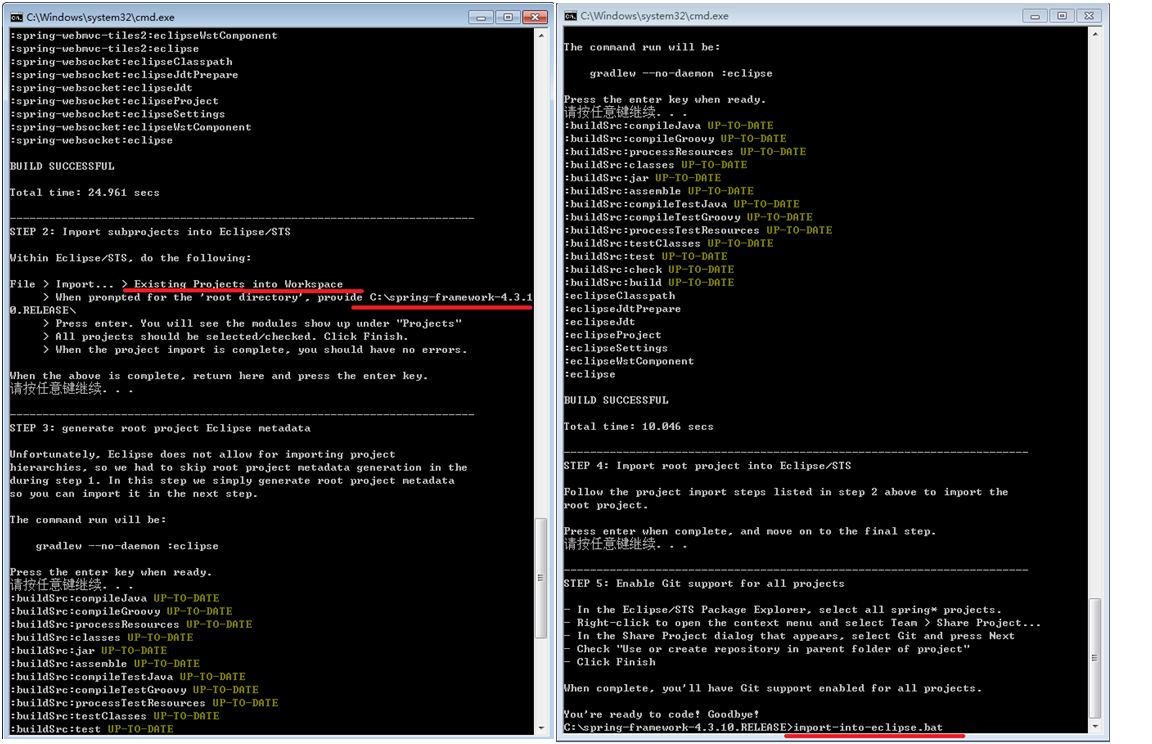 C:\Windows\system32\cmd.exe
:spring-webmvc-tiles2:eclipseWstComponent
:spring-webmvc-tiles2:eclipse
:spring-websocket:eclipseClasspath
:spring-websocket:eclipseJdtPrepare
:spring-websocket:eclipseJdt
:spring-websocket:eclipseProject
:spring-websocket:eclipseSettings
:spring-websocket:eclipseWstComponent
:spring-websocket:eclipse
BUILD SUCCESSFUL
Total time: 24.961 secs
-----------------------------------------------------------------------
STEP 2: Import subprojects into Eclipse/STS
Within Eclipse/STS, do the following:
File > Import... > Existing Projects into Workspace
> When prompted for the 'root directory', provide C:\spring-framework-4.3.1
0.RELEASE\
> Press enter. You will see the modules show up under "Projects"
> All projects should be selected/checked. Click Finish.
> When the project import is complete, you should have no errors.
When the above is complete, return here and press the enter key.
请按任意键继续. . .
-----------------------------------------------------------------------
STEP 3: generate root project Eclipse metadata
Unfortunately, Eclipse does not allow for importing project
hierarchies, so we had to skip root project metadata generation in the
during step 1. In this step we simply generate root project metadata
so you can import it in the next step.
The command run will be:
gradlew --no-daemon :eclipse
Press the enter key when ready.
请按任意键继续. . .
:buildSrc:compileJava UP-TO-DATE
:buildSrc:compileGroovy UP-TO-DATE
:buildSrc:processResources UP-TO-DATE
:buildSrc:classes UP-TO-DATE
:buildSrc:jar UP-TO-DATE
:buildSrc:assemble UP-TO-DATE
:buildSrc:compileTestJava UP-TO-DATE
:buildSrc:compileTestGroovy UP-TO-DATE
:buildSrc:processTestResources UP-TO-DATE
:buildSrc:testClasses UP-TO-DATE
:buildSrc:test UP-TO-DATE
C:\Windows\system32\cmd.exe
The command run will be:
gradlew --no-daemon :eclipse
Press the enter key when ready.
请按任意键继续. . .
:buildSrc:compileJava UP-TO-DATE
:buildSrc:compileGroovy UP-TO-DATE
:buildSrc:processResources UP-TO-DATE
:buildSrc:classes UP-TO-DATE
:buildSrc:jar UP-TO-DATE
:buildSrc:assemble UP-TO-DATE
:buildSrc:compileTestJava UP-TO-DATE
:buildSrc:compileTestGroovy UP-TO-DATE
:buildSrc:processTestResources UP-TO-DATE
:buildSrc:testClasses UP-TO-DATE
:buildSrc:test UP-TO-DATE
:buildSrc:check UP-TO-DATE
:buildSrc:build UP-TO-DATE
:eclipseClasspath
:eclipseJdtPrepare
:eclipseJdt
:eclipseProject
:eclipseSettings
:eclipseWstComponent
:eclipse
BUILD SUCCESSFUL
Total time: 10.046 secs
-----------------------------------------------------------------------
STEP 4: Import root project into Eclipse/STS
Follow the project import steps listed in step 2 above to import the
root project.
Press enter when complete, and move on to the final step.
请按任意键继续. . .
-----------------------------------------------------------------------
STEP 5: Enable Git support for all projects
- In the Eclipse/STS Package Explorer, select all spring* projects.
- Right-click to open the context menu and select Team > Share Project...
- In the Share Project dialog that appears, select Git and press Next
- Check "Use or create repository in parent folder of project"
- Click Finish
When complete, you'll have Git support enabled for all projects.
You're ready to code! Goodbye!
C:\spring-framework-4.3.10.RELEASE>import-into-eclipse.bat